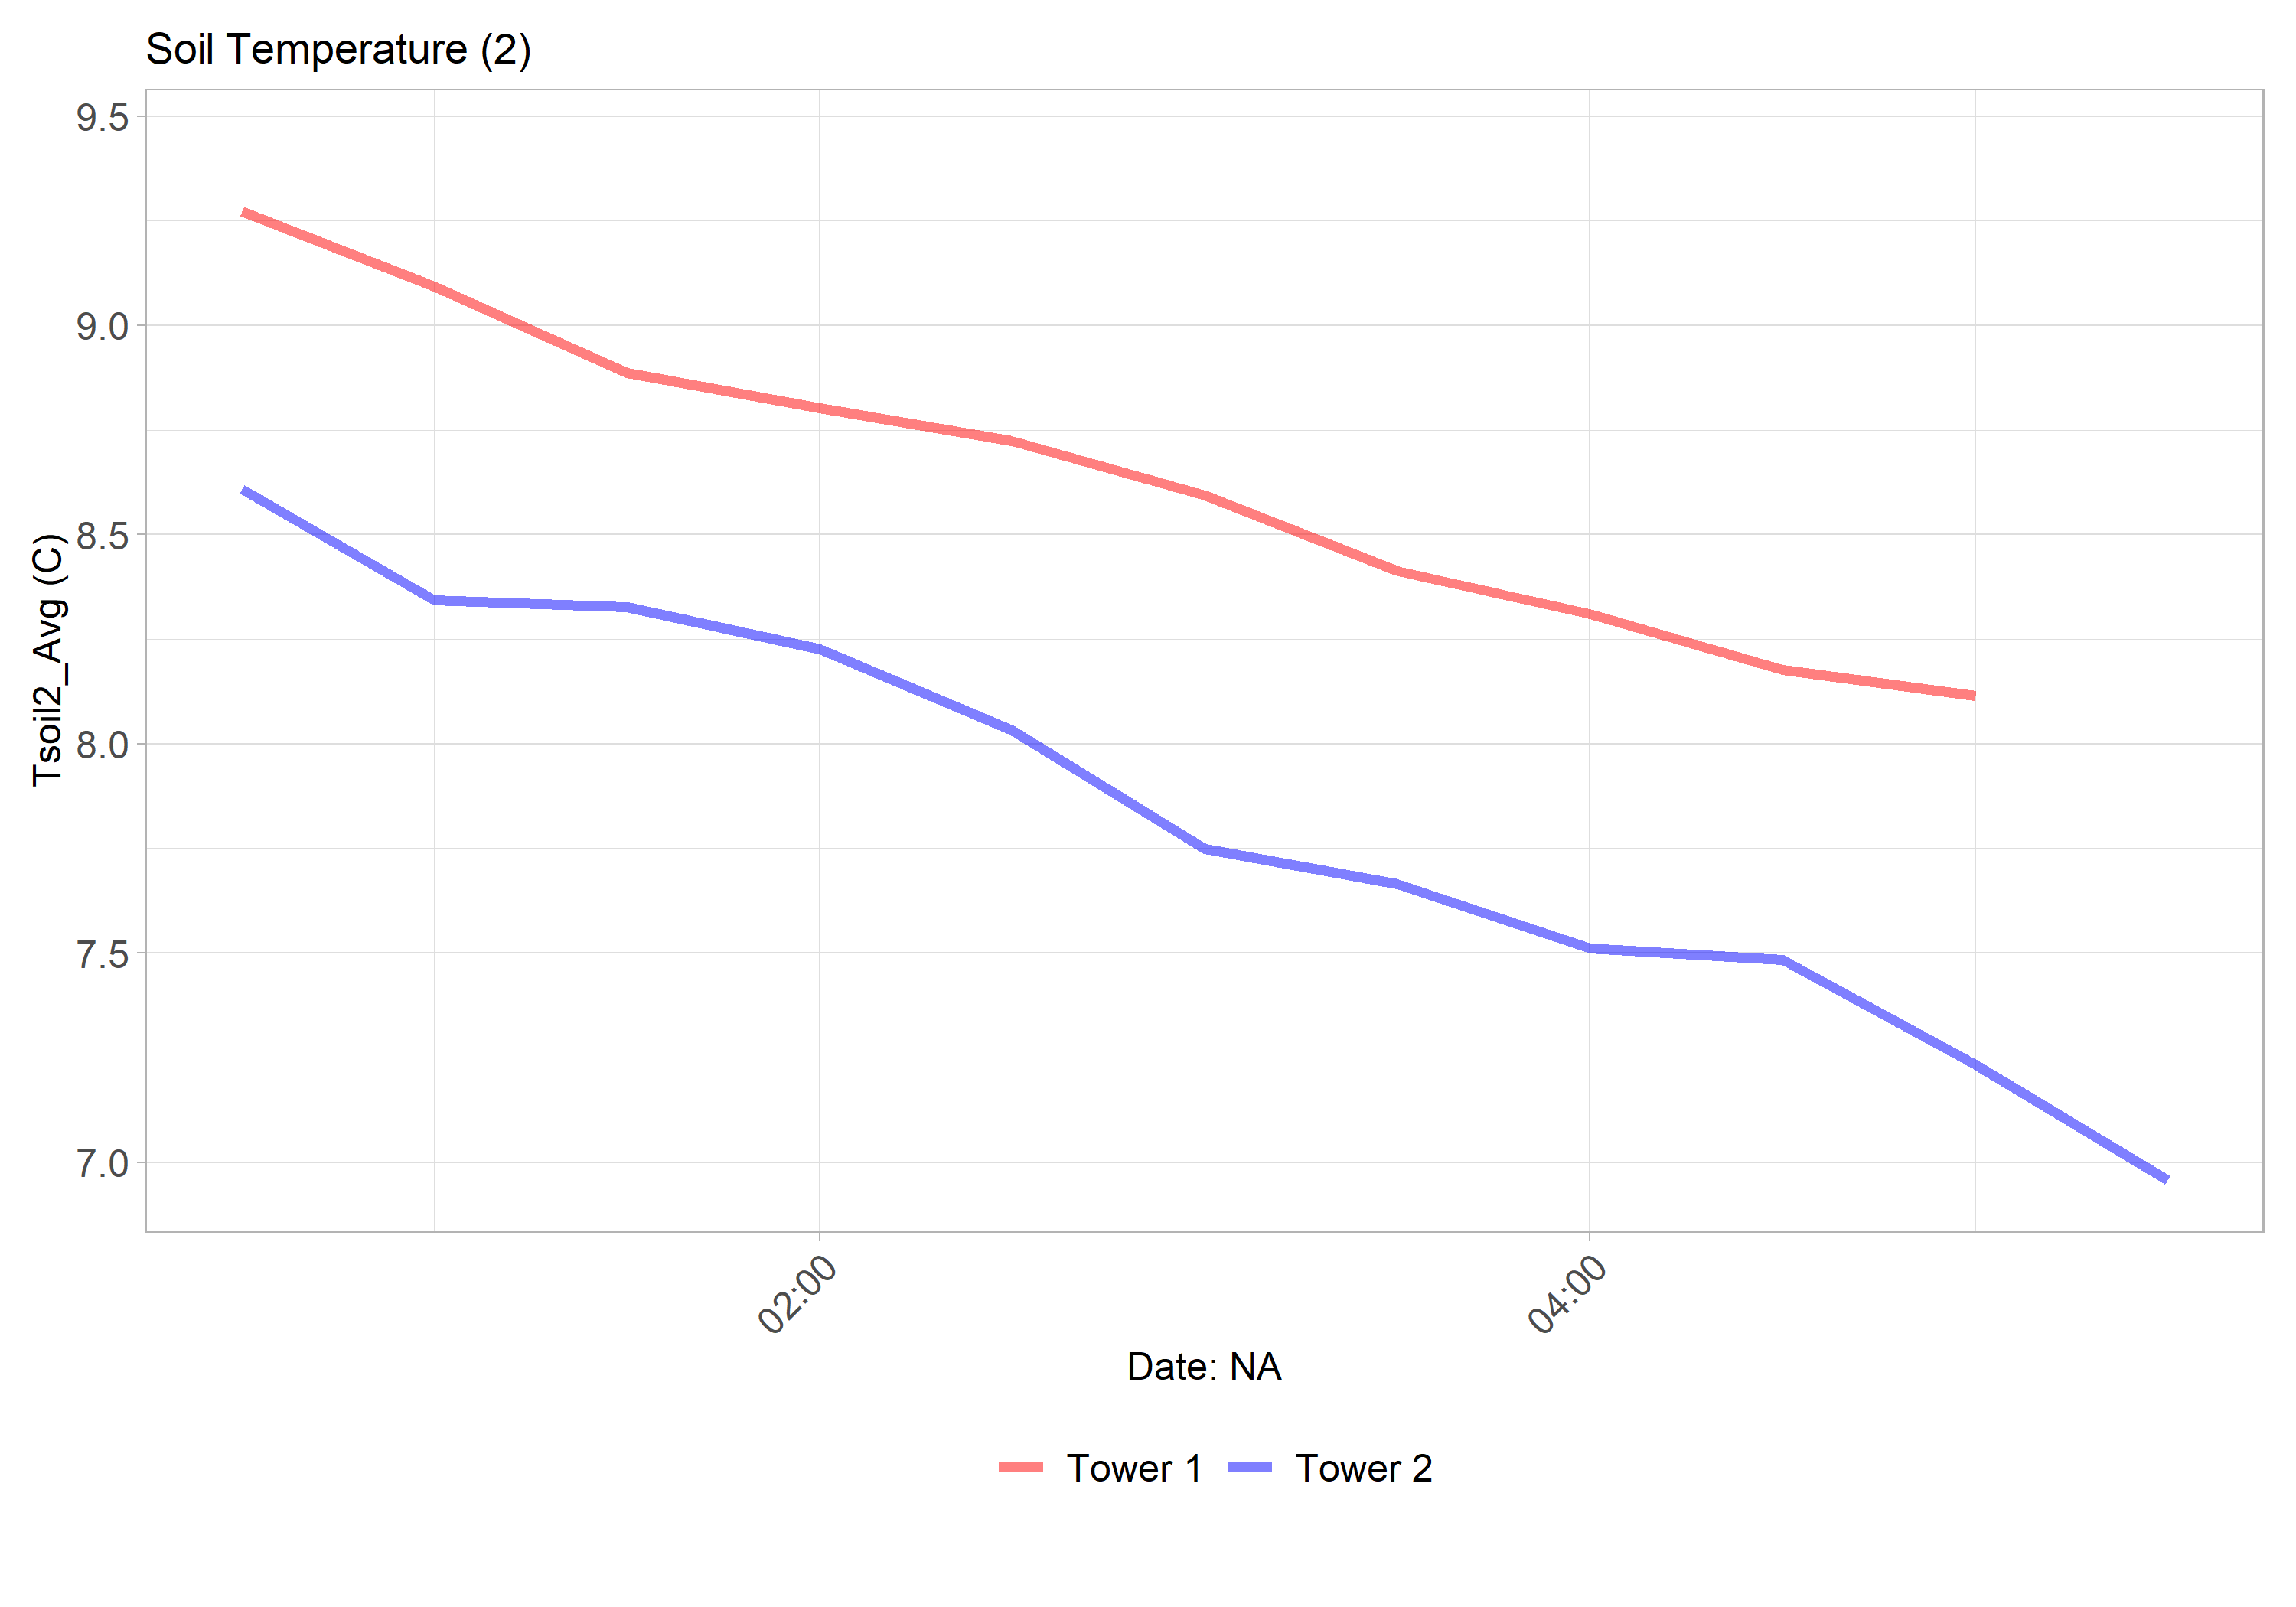 Soil Temperature (2)
Tsoil2_Avg (C)
9.5
9.0
8.5
8.0
7.5
7.0
02:00
04:00
Date: NA
Tower 1
Tower 2